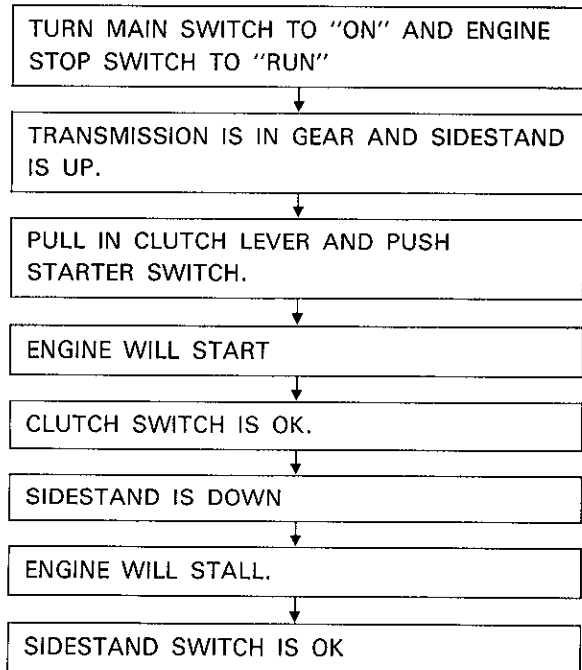 TURN MAIN SWITCH TO "ON" AND ENGINE
STOP SWITCH TO "RUN"
TRANSMISSION IS IN GEAR AND SIDESTAND
IS UP.
PULL IN CLUTCH LEVER AND PUSH
STARTER SWITCH.
ENGINE WILL START
CLUTCH SWITCH IS OK.
SIDESTAND IS DOWN
ENGINE WILL STALL.
SIDESTAND SWITCH IS OK